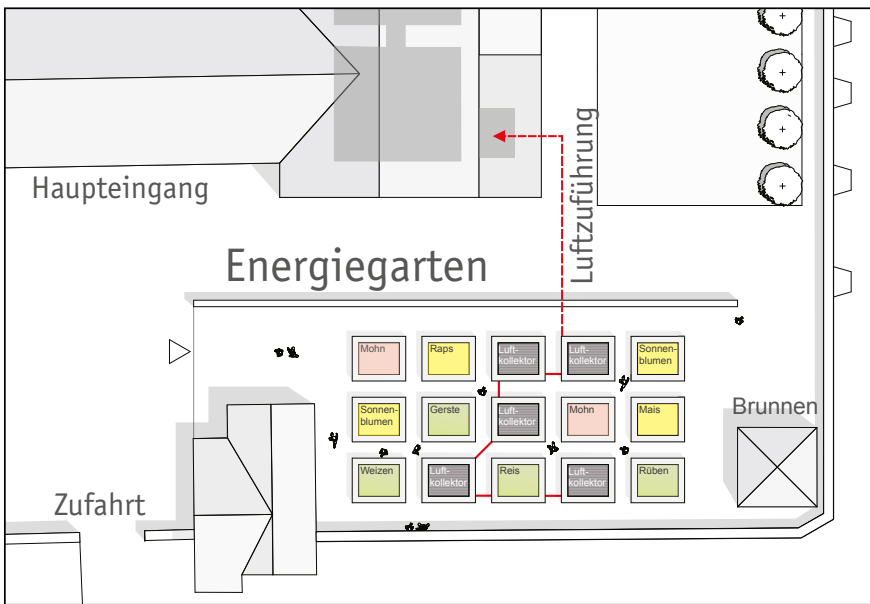 Haupteingang
Luftzuführung
Energiegarten
Mohn
Raps
Luft-
kollektor
Luft-
kollektor
Sonnen-
blumen
Sonnen-
blumen
Gerste
Luft-
kollektor
Mohn
Mais
Brunnen
Weizen
Luft-
kollektor
Reis
Luft-
kollektor
Rüben
Zufahrt